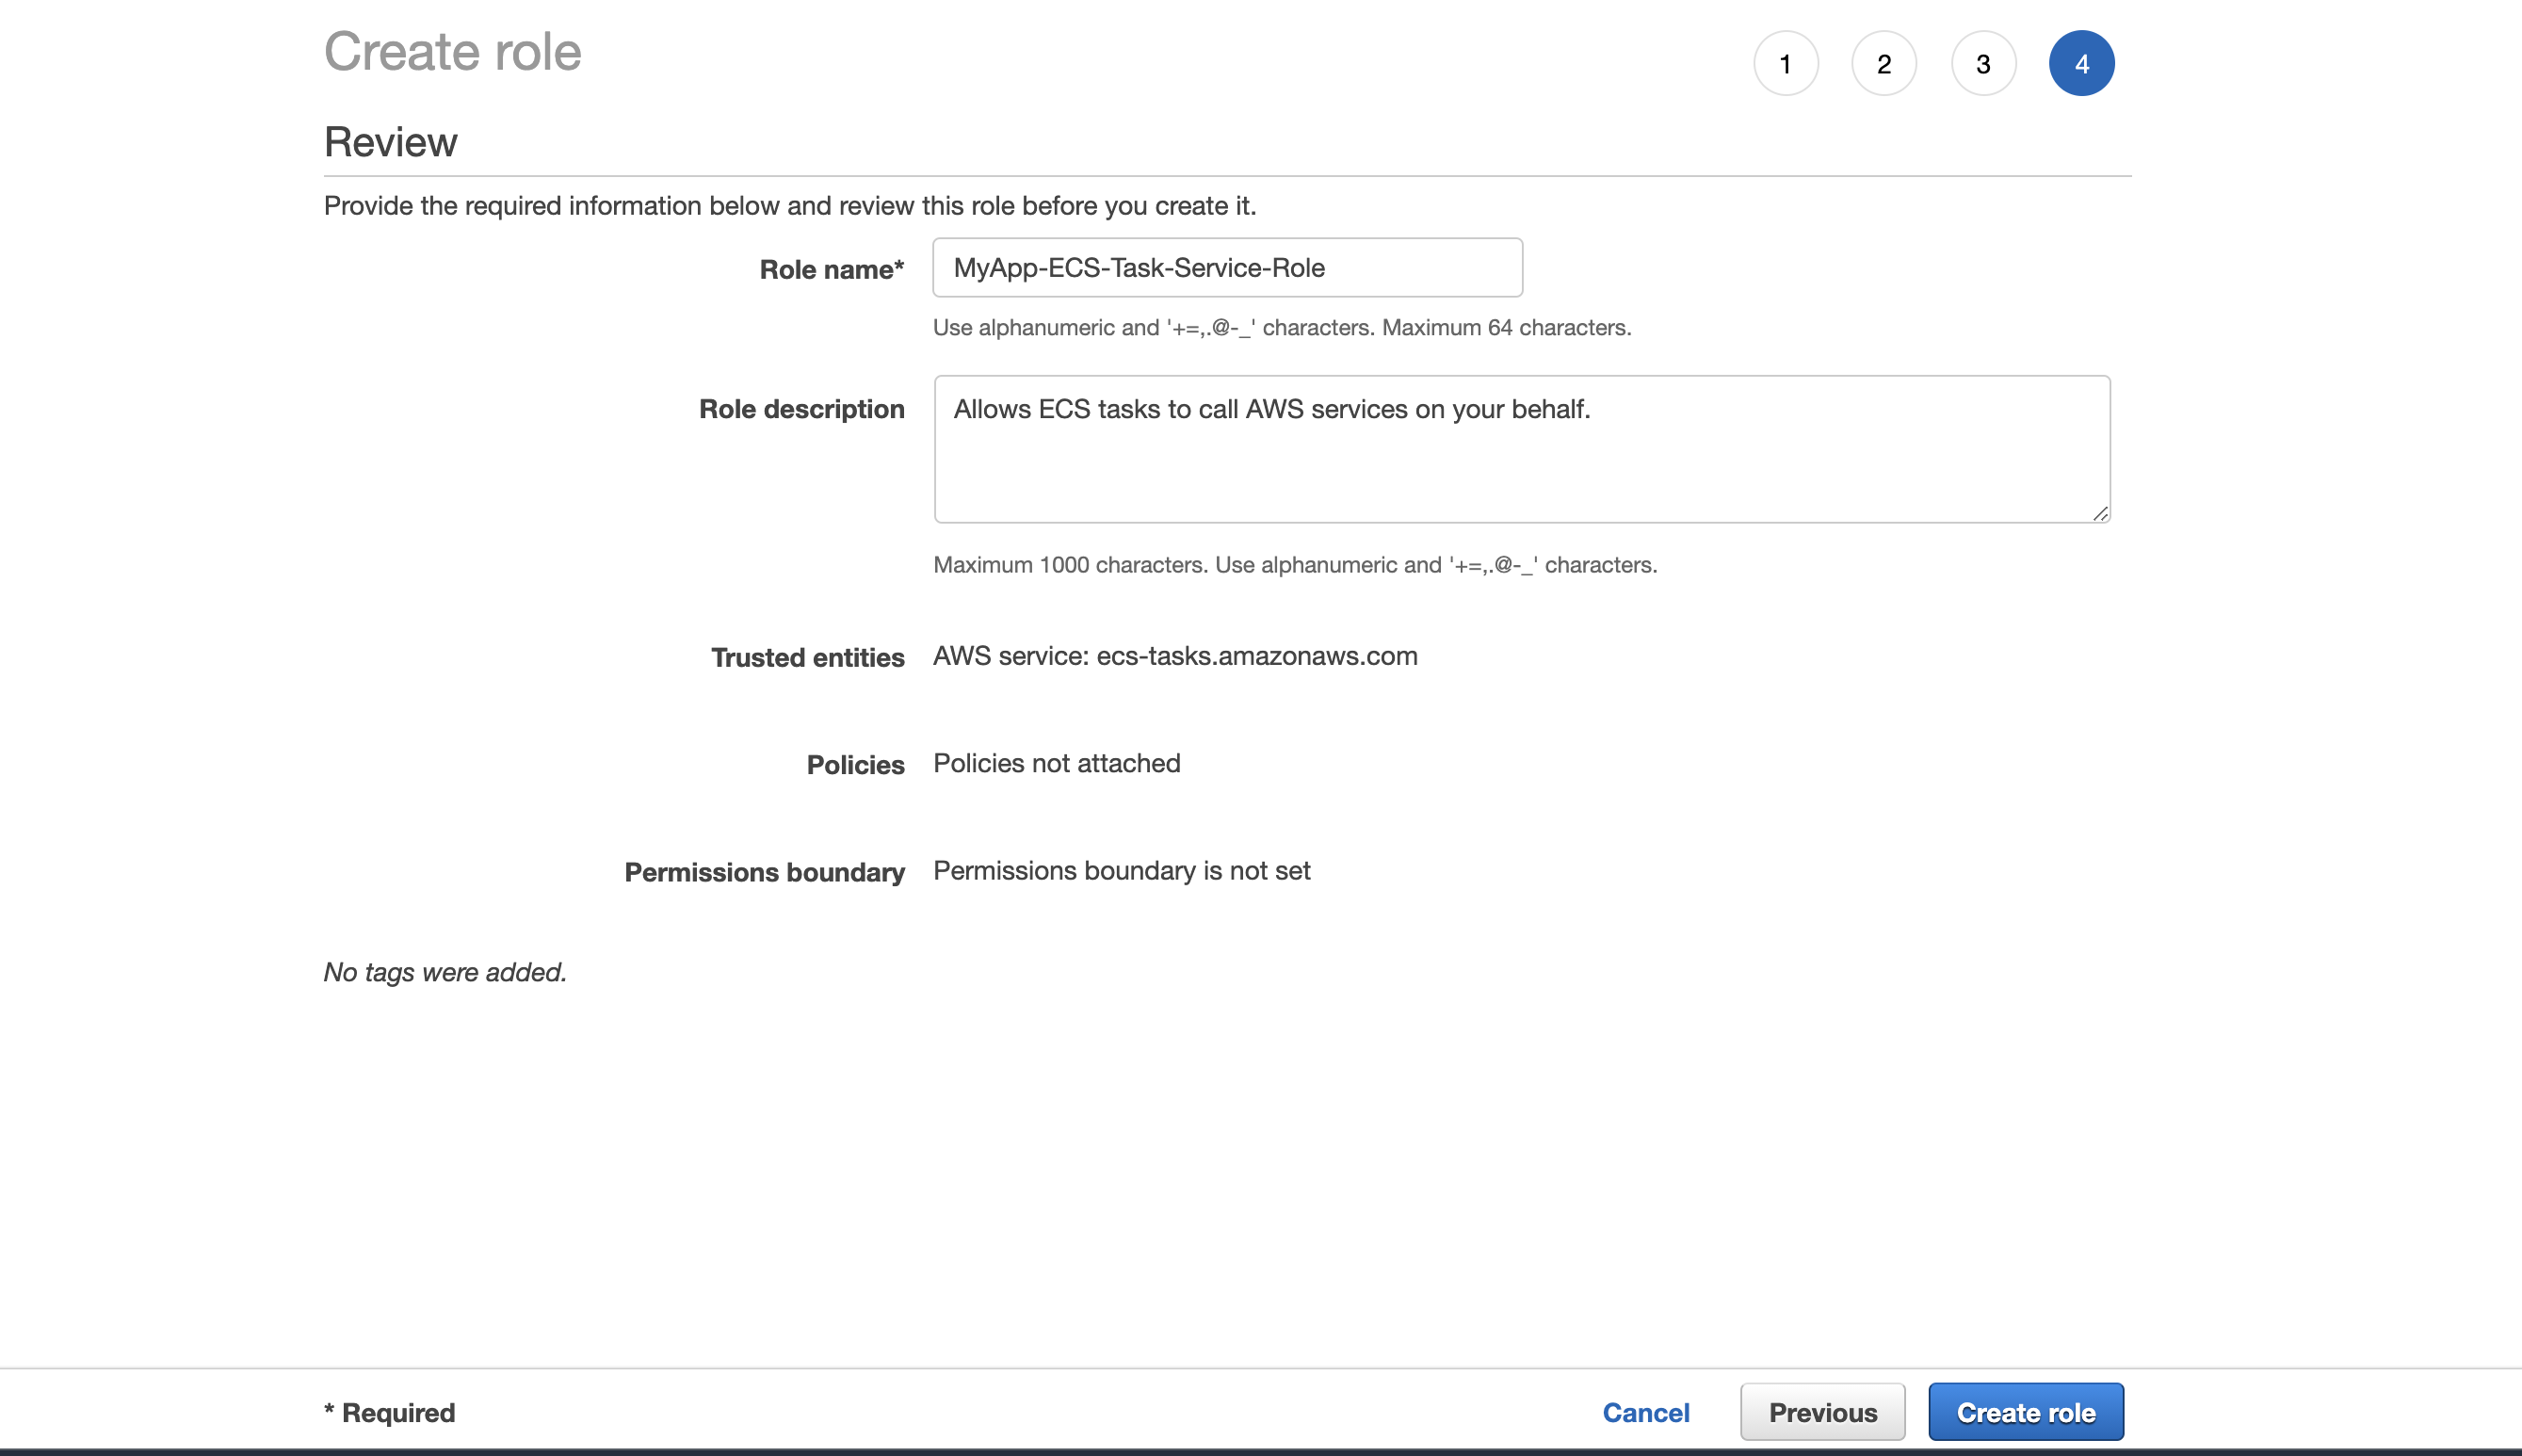 Create role
1 2 3 4
Review
Provide the required information below and review this role before you create it.
Role name* MyApp-ECS-Task-Service-Role
Use alphanumeric and '+=,.@-_' characters. Maximum 64 characters.
Role description Allows ECS tasks to call AWS services on your behalf.
Maximum 1000 characters. Use alphanumeric and '+=,.@-_' characters.
Trusted entities AWS service: ecs-tasks.amazonaws.com
Policies Policies not attached
Permissions boundary Permissions boundary is not set
No tags were added.
* Required Cancel Previous Create role